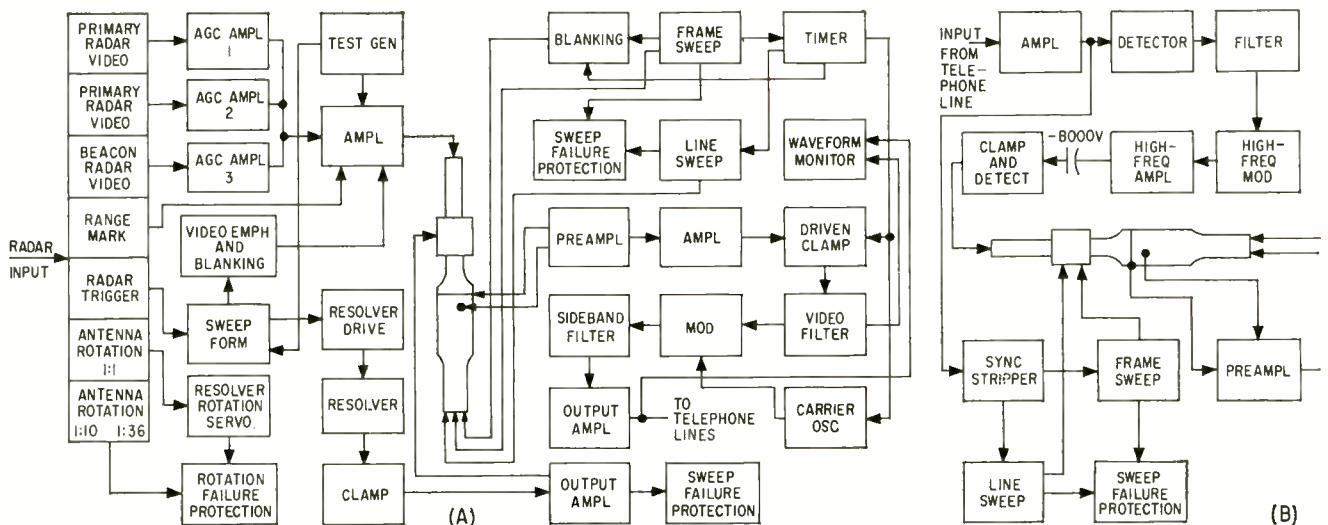 PRIMARY
RADAR
VIDEO
PRIMARY
RADAR
VIDEO
BEACON
RADAR
VIDEO
RANGE
MARK
RADAR
INPUT
RADAR
TRIGGER
ANTENNA
ROTATION
1:1
ANTENNA
ROTATION
1:10 1:36
AGC AMPL
1
AGC AMPL
2
AGC AMPL
3
VIDEO EMPH
AND
BLANKING
SWEEP
FORM
RESOLVER
ROTATION
SERVO.
ROTATION
FAILURE
PROTECTION
TEST GEN
AMPL
RESOLVER
DRIVE
RESOLVER
CLAMP
BLANKING
FRAME
SWEEP
TIMER
SWEEP
FAILURE
PROTECTION
LINE
SWEEP
WAVEFORM
MONITOR
PREAMPL
AMPL
DRIVEN
CLAMP
SIDEBAND
FILTER
MOD
VIDEO
FILTER
OUTPUT
AMPL
TO
TELEPHONE
LINES
CARRIER
OSC
OUTPUT
AMPL
SWEEP
FAILURE
PROTECTION
(A)
INPUT
FROM
TELE-
PHONE
LINE
AMPL
DETECTOR
FILTER
CLAMP
AND
DETECT
-8000V
HIGH-
FREQ
AMPL
HIGH-
FREQ
MOD
SYNC
STRIPPER
FRAME
SWEEP
PREAMPL
LINE
SWEEP
SWEEP
FAILURE
PROTECTION
(B)